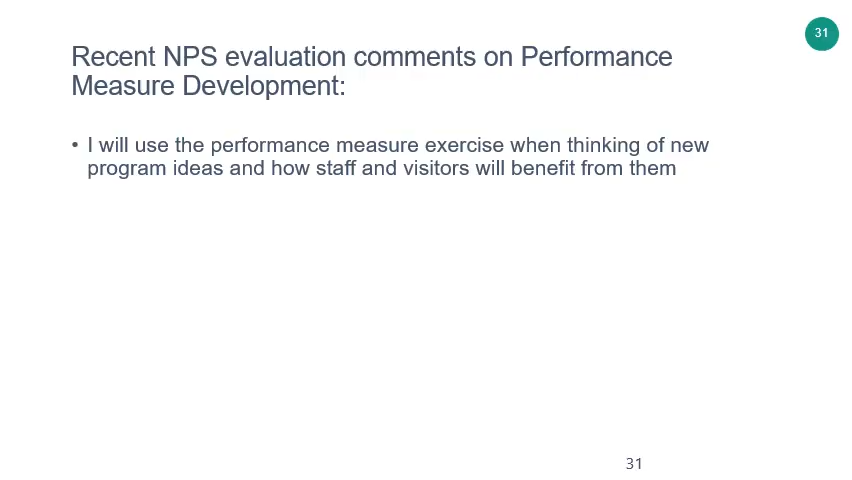 31
Recent NPS evaluation comments on Performance
Measure Development:
• I will use the performance measure exercise when thinking of new
program ideas and how staff and visitors will benefit from them
31